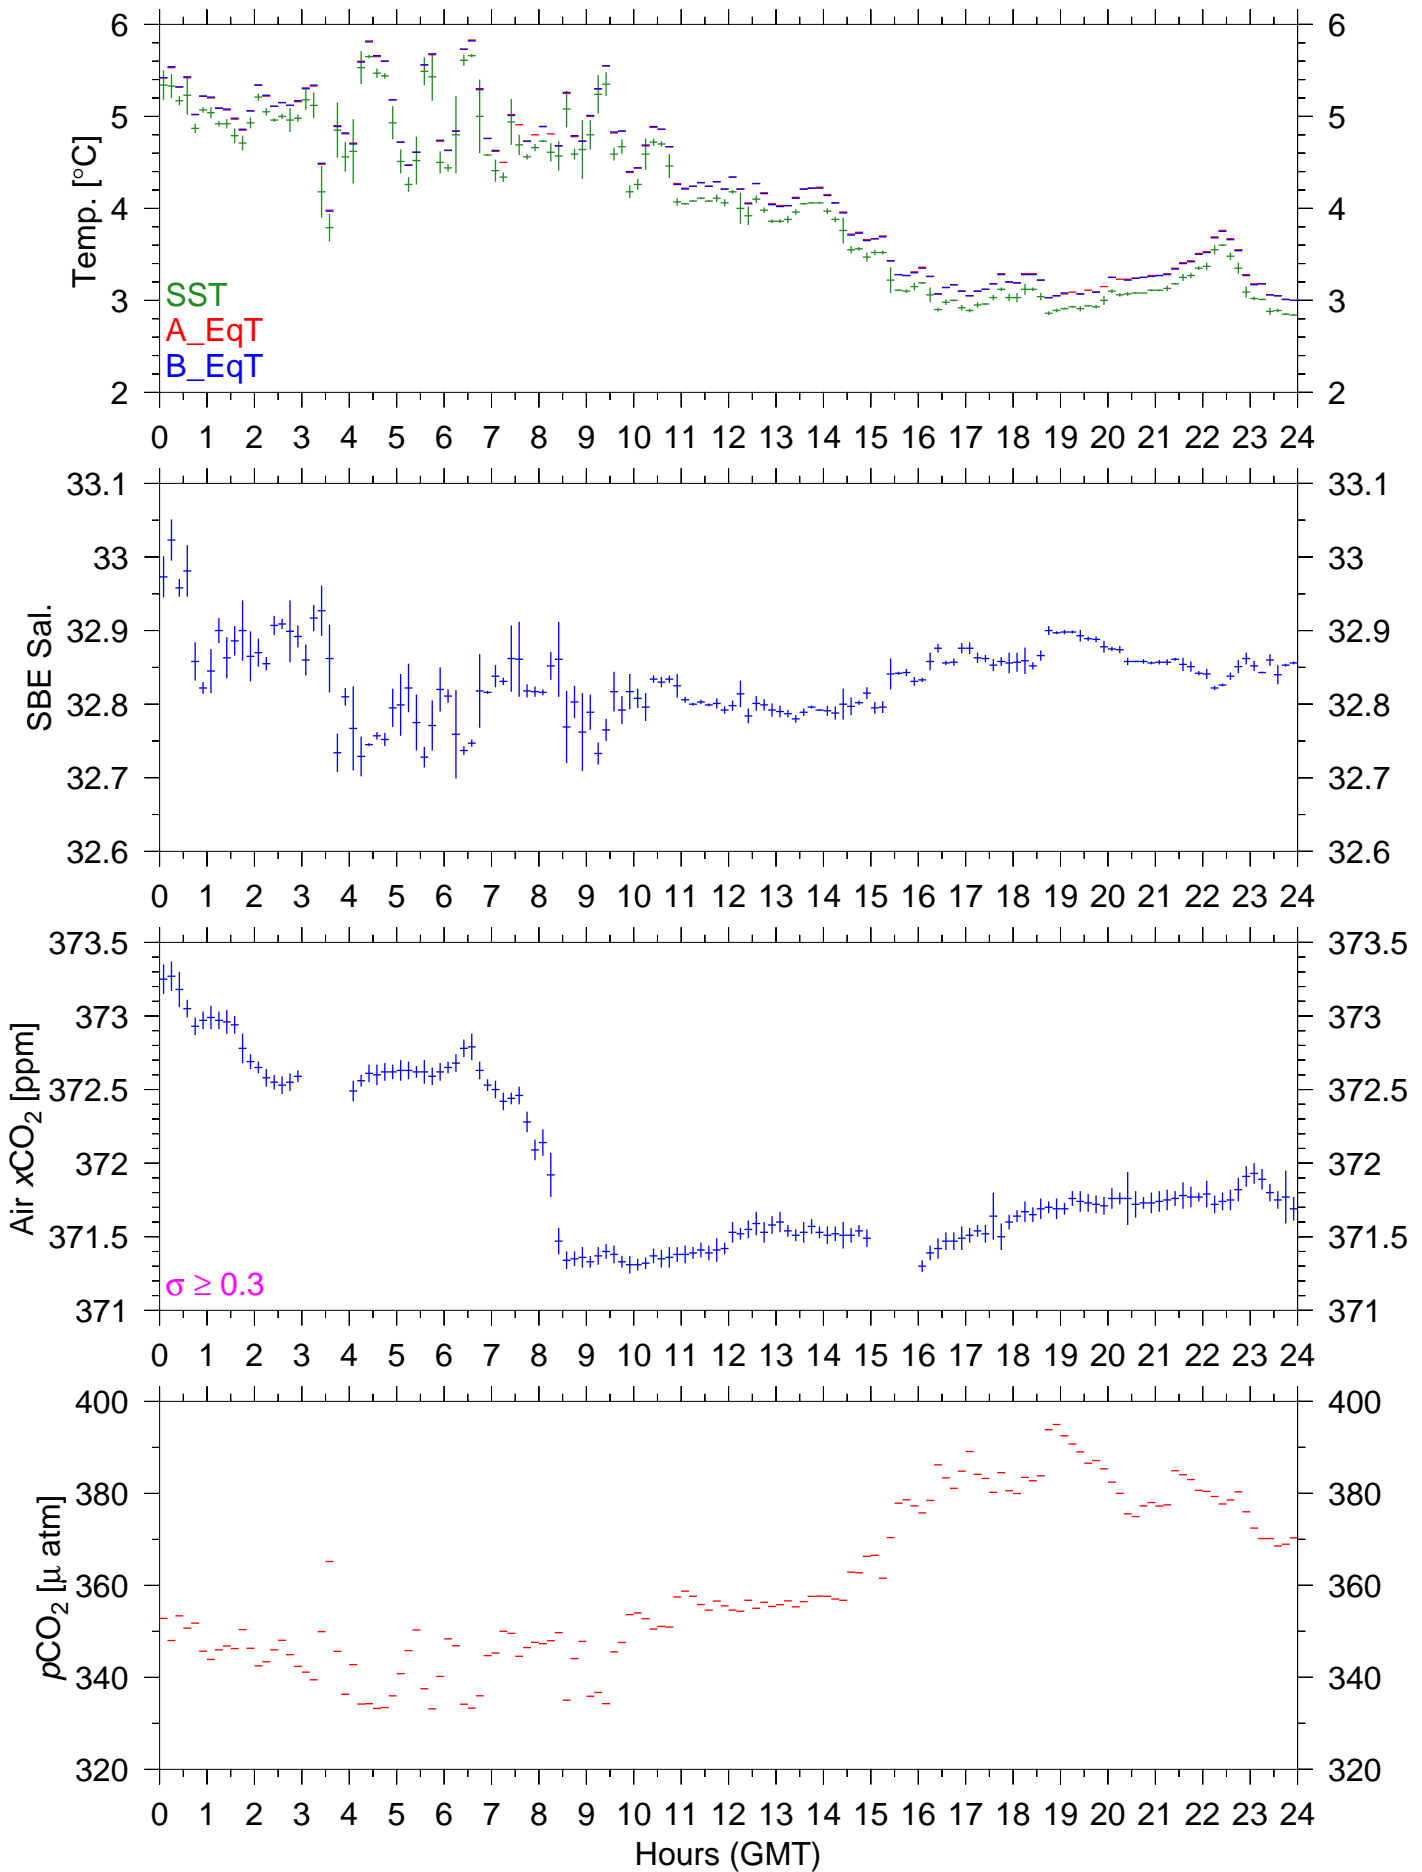 6 6
5 5
4 4
3 3
2 2
Temp. [°C]
SST
A_EqT
B_EqT
0 1 2 3 4 5 6 7 8 9 10 11 12 13 14 15 16 17 18 19 20 21 22 23 24
33.1 33.1
33 33
32.9 32.9
32.8 32.8
32.7 32.7
32.6 32.6
SBE Sal.
0 1 2 3 4 5 6 7 8 9 10 11 12 13 14 15 16 17 18 19 20 21 22 23 24
373.5 373.5
373 373
372.5 372.5
372 372
371.5 371.5
371 371
Air xCO₂ [ppm]
σ ≥ 0.3
0 1 2 3 4 5 6 7 8 9 10 11 12 13 14 15 16 17 18 19 20 21 22 23 24
400 400
380 380
360 360
340 340
320 320
pCO₂ [μ atm]
0 1 2 3 4 5 6 7 8 9 10 11 12 13 14 15 16 17 18 19 20 21 22 23 24
Hours (GMT)